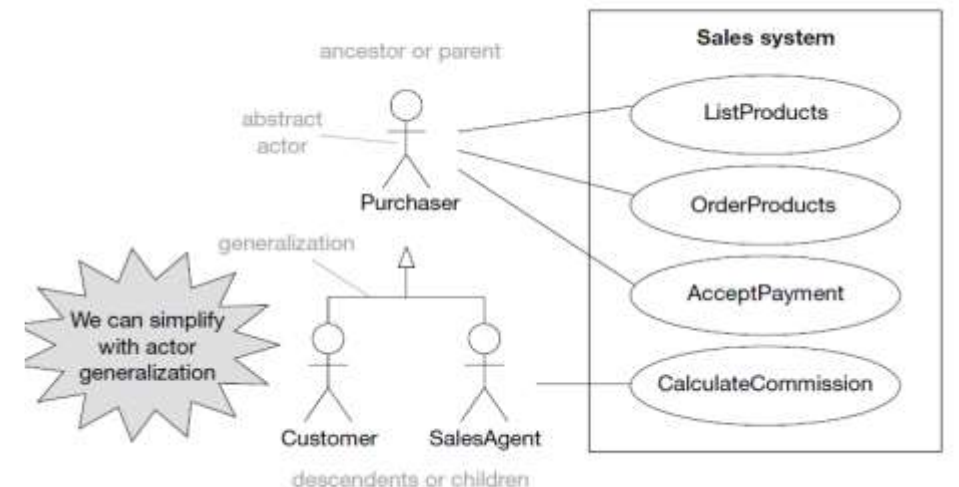 Sales system
ancestor or parent
ListProducts
abstract
actor
Purchaser
OrderProducts
generalization
AcceptPayment
We can simplify
with actor
generalization
CalculateCommission
Customer
SalesAgent
descendents or children